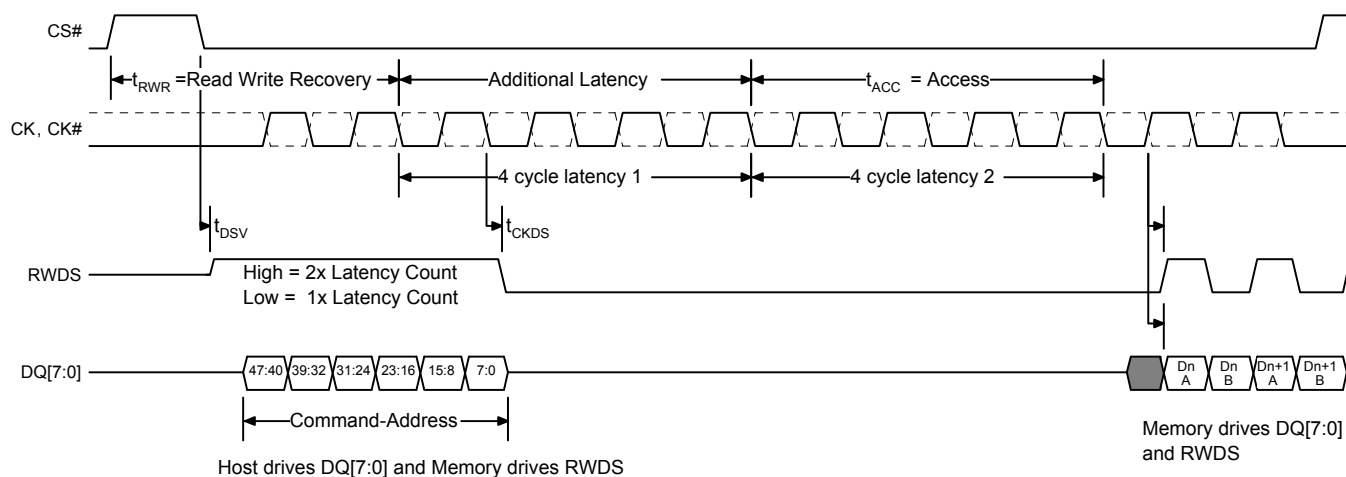 CS#
tRWR =Read Write Recovery
Additional Latency
tACC = Access
CK, CK#
4 cycle latency 1
4 cycle latency 2
tDSV
tCKDS
RWDS
High = 2x Latency Count
Low = 1x Latency Count
DQ[7:0]
47:40
39:32
31:24
23:16
15:8
7:0
Dn
A
Dn
B
Dn+1
A
Dn+1
B
Command-Address
Memory drives DQ[7:0]
and RWDS
Host drives DQ[7:0] and Memory drives RWDS